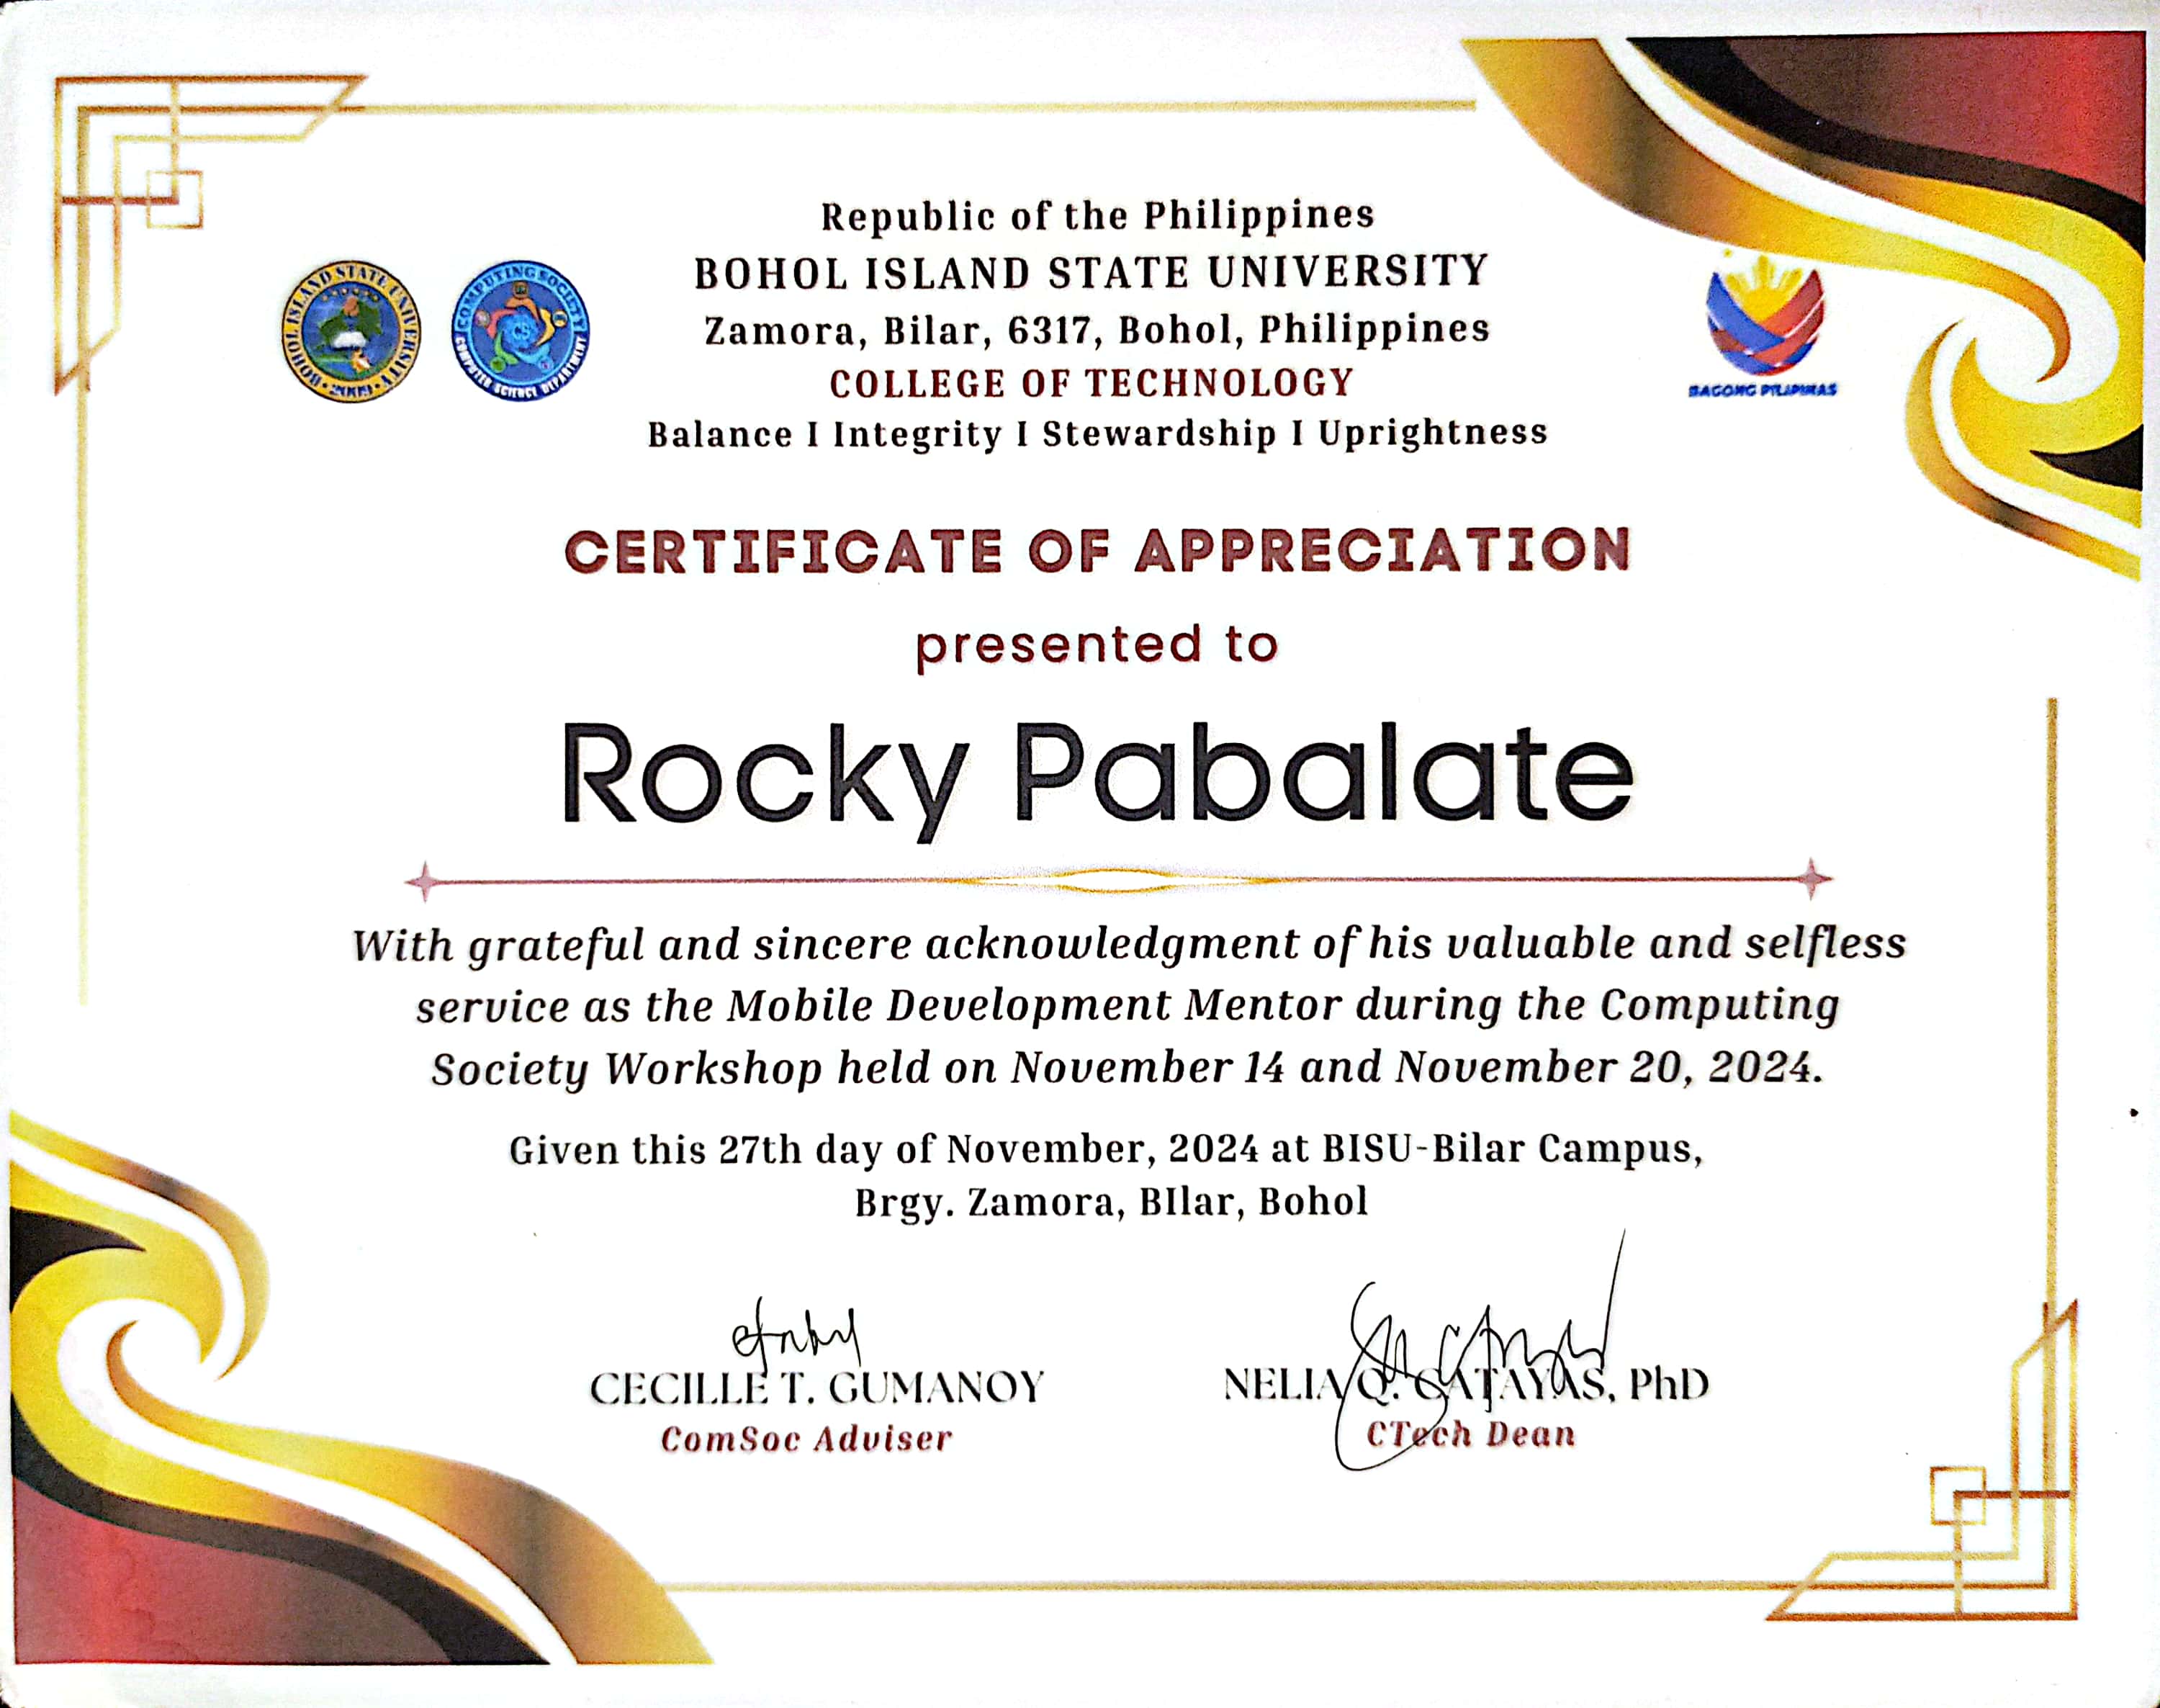 Republic of the Philippines
BOHOL ISLAND STATE UNIVERSITY
Zamora, Bilar, 6317, Bohol, Philippines
COLLEGE OF TECHNOLOGY
Balance I Integrity I Stewardship I Uprightness
BOHOL ISLAND STATE UNIVERSITY
2009
COMPUTING SOCIETY
COMPUTER SCIENCE DEPARTMENT
CS
BAGONG PILIPINAS
CERTIFICATE OF APPRECIATION
presented to
Rocky Pabalate
With grateful and sincere acknowledgment of his valuable and selfless
service as the Mobile Development Mentor during the Computing
Society Workshop held on November 14 and November 20, 2024.
Given this 27th day of November, 2024 at BISU-Bilar Campus,
Brgy. Zamora, BIlar, Bohol
CECILLE T. GUMANOY
ComSoc Adviser
NELIA Q. CATAYAS, PhD
CTech Dean